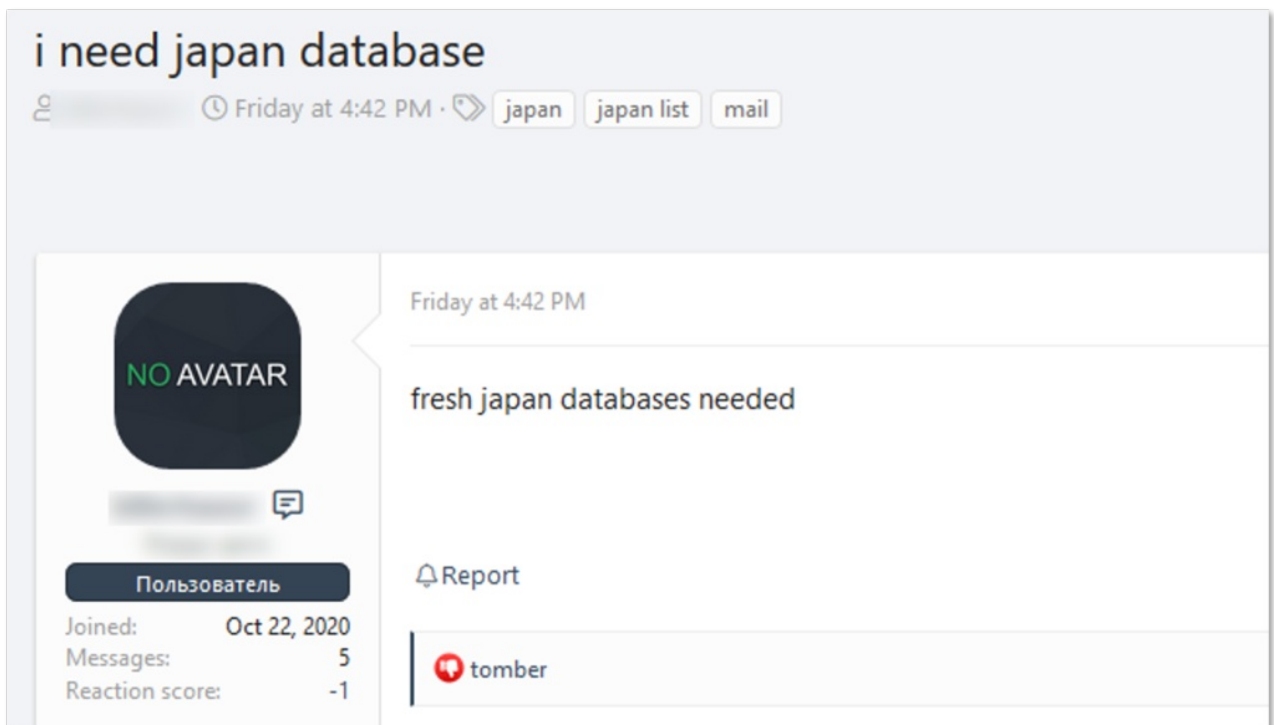 i need japan database
Friday at 4:42 PM · japan japan list mail
Friday at 4:42 PM
NO AVATAR
fresh japan databases needed
Report
Пользователь
Joined: Oct 22, 2020
Messages: 5
Reaction score: -1
tomber